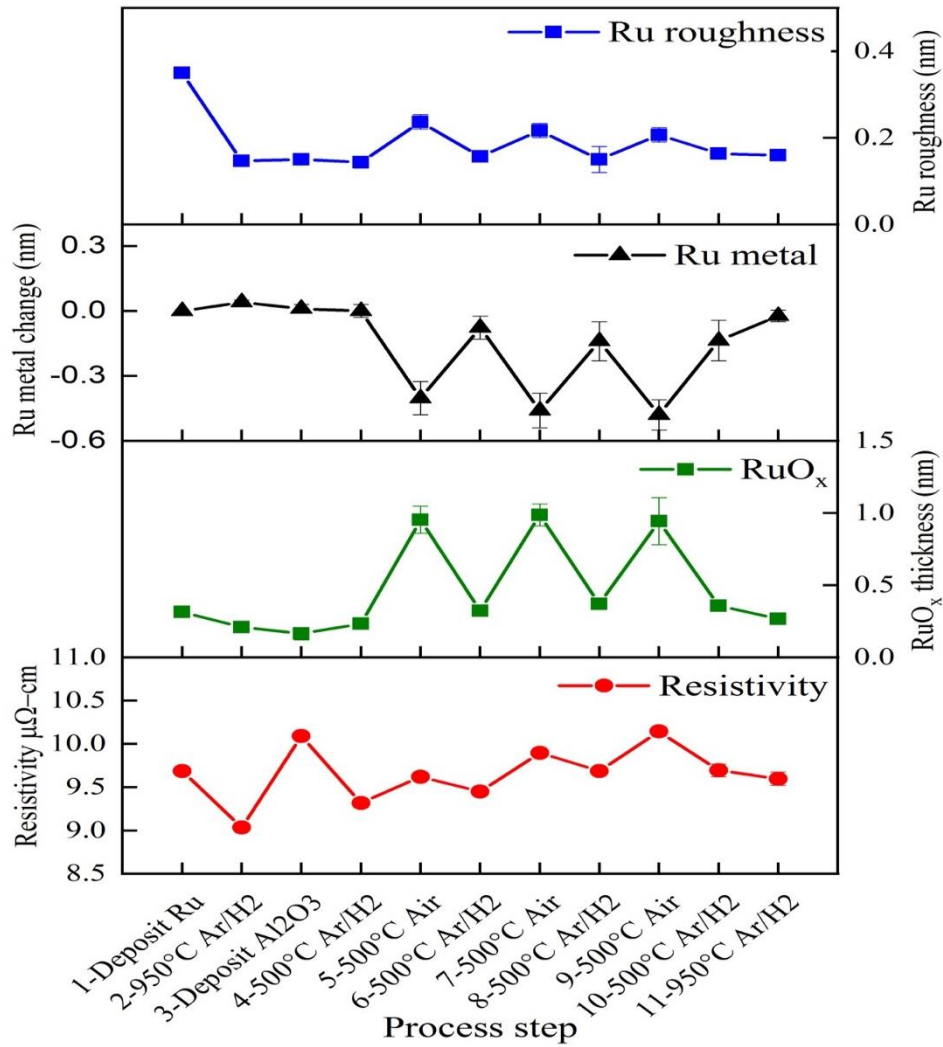 Ru roughness
0.4
0.2
0.0
Ru roughness (nm)
Ru metal
0.3
0.0
-0.3
-0.6
Ru metal change (nm)
RuOx
1.5
1.0
0.5
0.0
RuOx thickness (nm)
Resistivity
11.0
10.5
10.0
9.5
9.0
8.5
Resistivity μΩ–cm
1-Deposit Ru
2-950°C Ar/H2
3-Deposit Al2O3
4-500°C Ar/H2
5-500°C Air
6-500°C Ar/H2
7-500°C Air
8-500°C Ar/H2
9-500°C Air
10-500°C Ar/H2
11-950°C Ar/H2
Process step